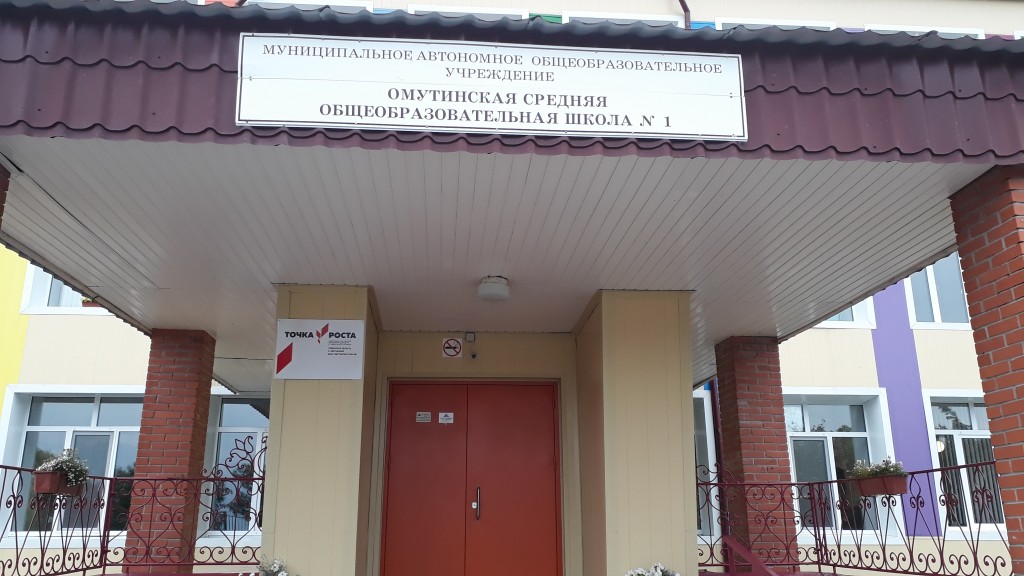 МУНИЦИПАЛЬНОЕ АВТОНОМНОЕ ОБЩЕОБРАЗОВАТЕЛЬНОЕ
УЧРЕЖДЕНИЕ
ОМУТИНСКАЯ СРЕДНЯЯ
ОБЩЕОБРАЗОВАТЕЛЬНАЯ ШКОЛА № 1
ТОЧКА РОСТА